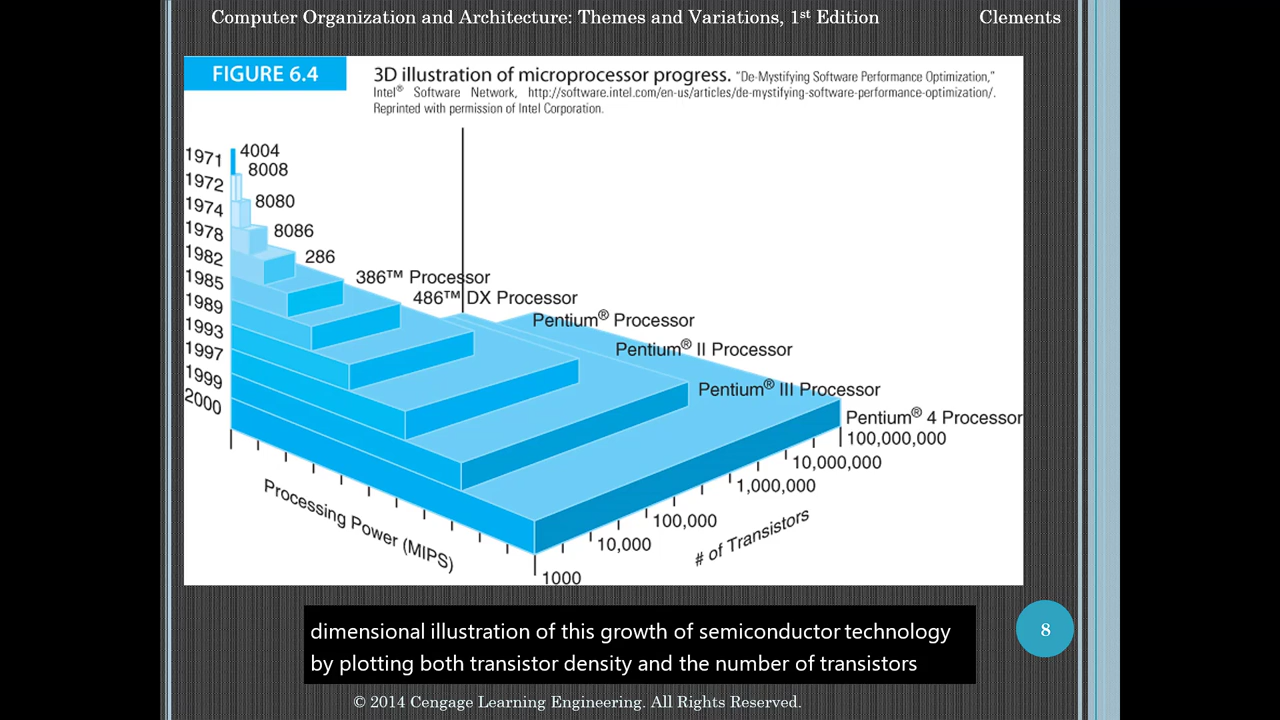 Computer Organization and Architecture: Themes and Variations, 1st Edition Clements
FIGURE 6.4
3D illustration of microprocessor progress. "De-Mystifying Software Performance Optimization,"
Intel® Software Network, http://software.intel.com/en-us/articles/de-mystifying-software-performance-optimization/.
Reprinted with permission of Intel Corporation.
1971 4004
1972 8008
1974 8080
1978 8086
1982 286
1985 386™ Processor
1989 486™ DX Processor
1993 Pentium® Processor
1997 Pentium® II Processor
1999 Pentium® III Processor
2000 Pentium® 4 Processor
100,000,000
10,000,000
1,000,000
100,000
10,000
1000
Processing Power (MIPS)
# of Transistors
dimensional illustration of this growth of semiconductor technology
by plotting both transistor density and the number of transistors
8
© 2014 Cengage Learning Engineering. All Rights Reserved.